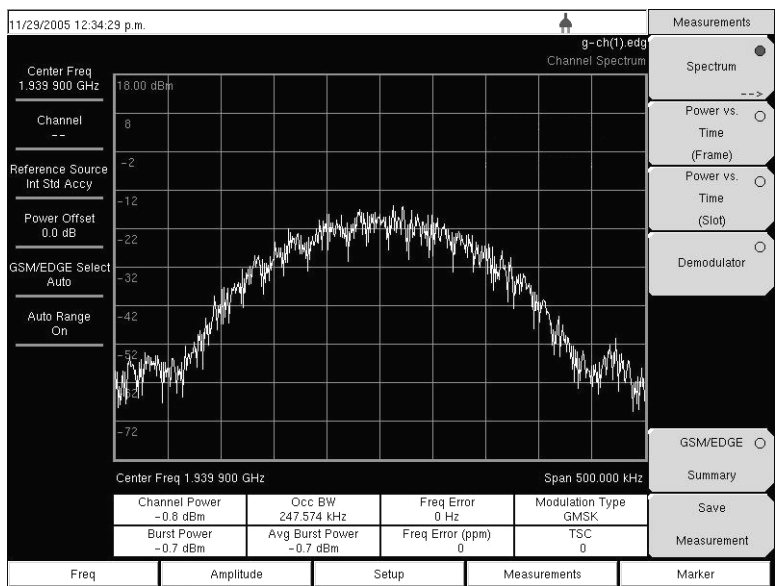 11/29/2005 12:34:29 p.m.
Measurements
g-ch(1).edg
Channel Spectrum
Center Freq
1.939 900 GHz
Channel
--
Reference Source
Int Std Accy
Power Offset
0.0 dB
GSM/EDGE Select
Auto
Auto Range
On
18.00 dBm
8
-2
-12
-22
-32
-42
-52
-62
-72
Center Freq 1.939 900 GHz
Span 500.000 kHz
Channel Power
-0.8 dBm
Occ BW
247.574 kHz
Freq Error
0 Hz
Modulation Type
GMSK
Burst Power
-0.7 dBm
Avg Burst Power
-0.7 dBm
Freq Error (ppm)
0
TSC
0
Spectrum
-->
Power vs.
Time
(Frame)
Power vs.
Time
(Slot)
Demodulator
GSM/EDGE
Summary
Save
Measurement
Freq
Amplitude
Setup
Measurements
Marker